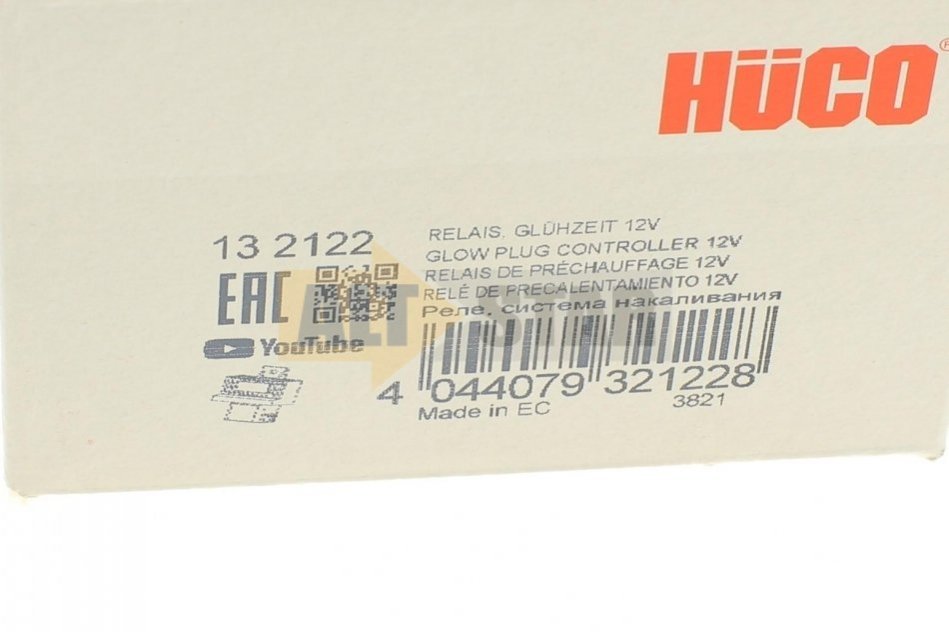 HÜCO
13 2122
EAC
YouTube
RELAIS. GLÜHZEIT 12V
GLOW PLUG CONTROLLER 12V
RELAIS DE PRÉCHAUFFAGE 12V
RELÉ DE PRECALENTAMIENTO 12V
Реле, система накаливания
4 044079 321228
Made in EC
3821